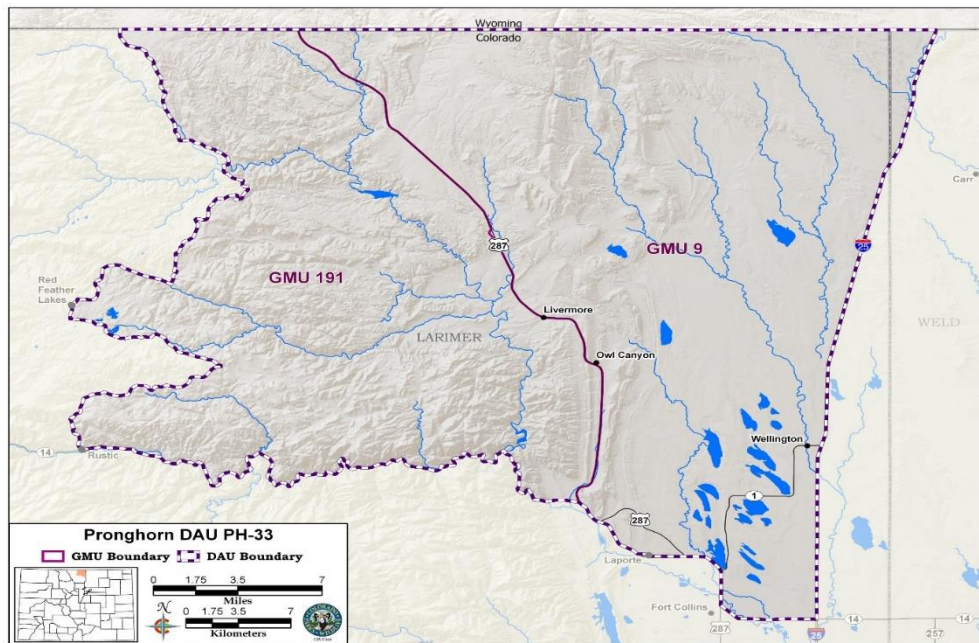 Wyoming
Colorado
Carr
287
GMU 9
25
GMU 191
Red Feather
Lakes
Livermore
WELD
LARIMER
Owl Canyon
Wellington
14
Rustic
1
287
Pronghorn DAU PH-33
GMU Boundary
DAU Boundary
Laporte
0 1.75 3.5 7
Miles
N
0 1.75 3.5 7
Kilometers
Fort Collins
287
25
14
257